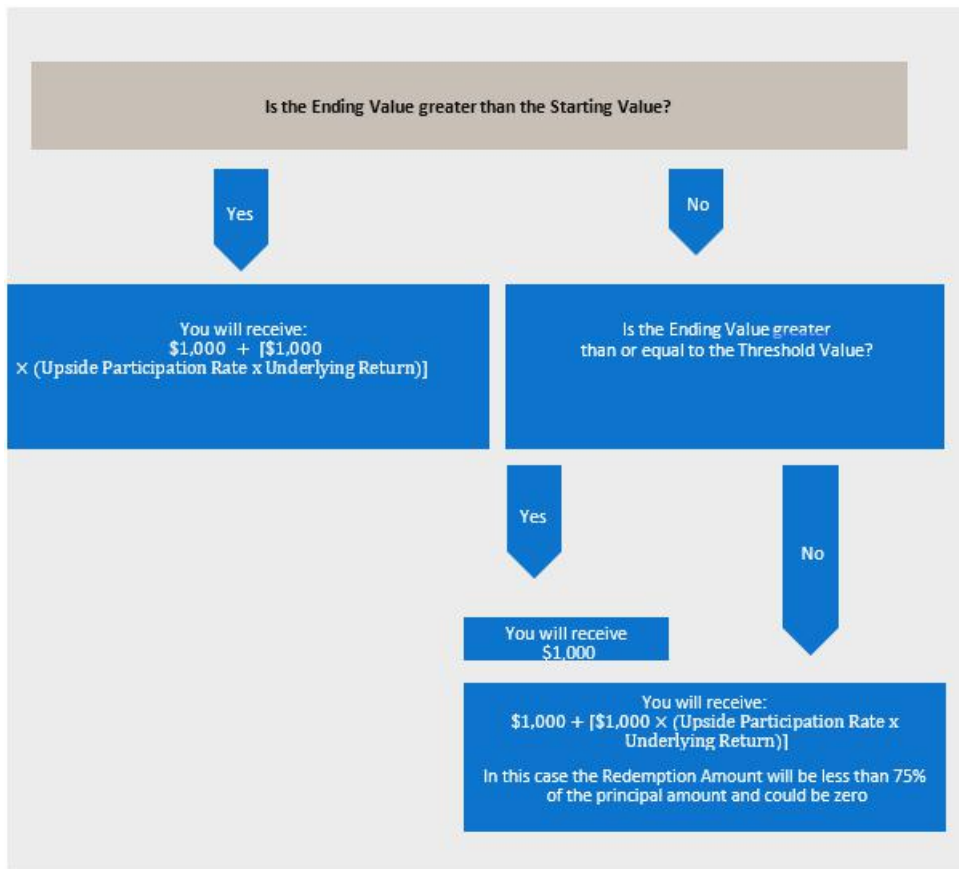 Is the Ending Value greater than the Starting Value?
Yes
No
You will receive:
$1,000 + [$1,000
× (Upside Participation Rate x Underlying Return)]
Is the Ending Value greater
than or equal to the Threshold Value?
Yes
No
You will receive
$1,000
You will receive:
$1,000 + [$1,000 × (Upside Participation Rate x
Underlying Return)]
In this case the Redemption Amount will be less than 75%
of the principal amount and could be zero